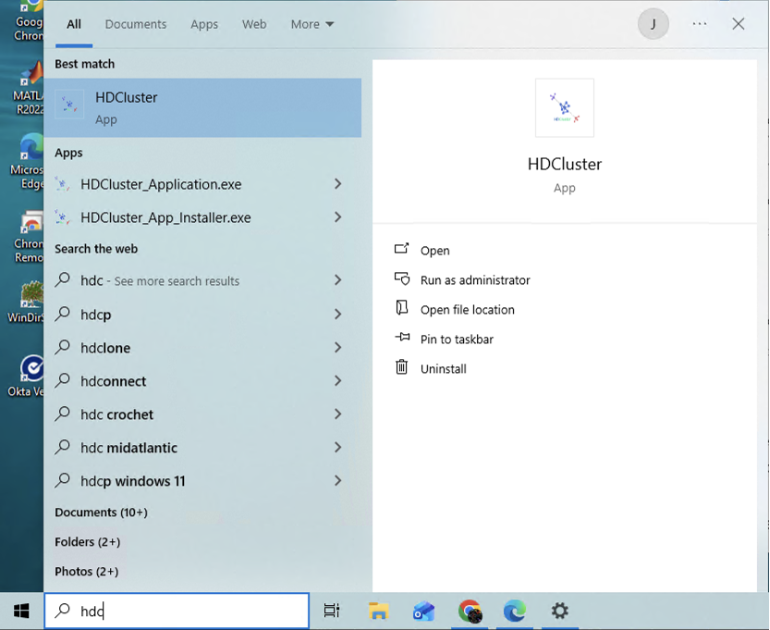 All Documents Apps Web More J
Best match
HDCluster
App
Apps
HDCluster_Application.exe
HDCluster_App_Installer.exe
Search the web
hdc - See more search results
hdcp
hdclone
hdconnect
hdc crochet
hdc midatlantic
hdcp windows 11
Documents (10+)
Folders (2+)
Photos (2+)
HDCluster
App
Open
Run as administrator
Open file location
Pin to taskbar
Uninstall
Goog
Chron
MATL
R202
Micros
Edge
Chron
Remo
WinDirS
Okta Ve
hdc